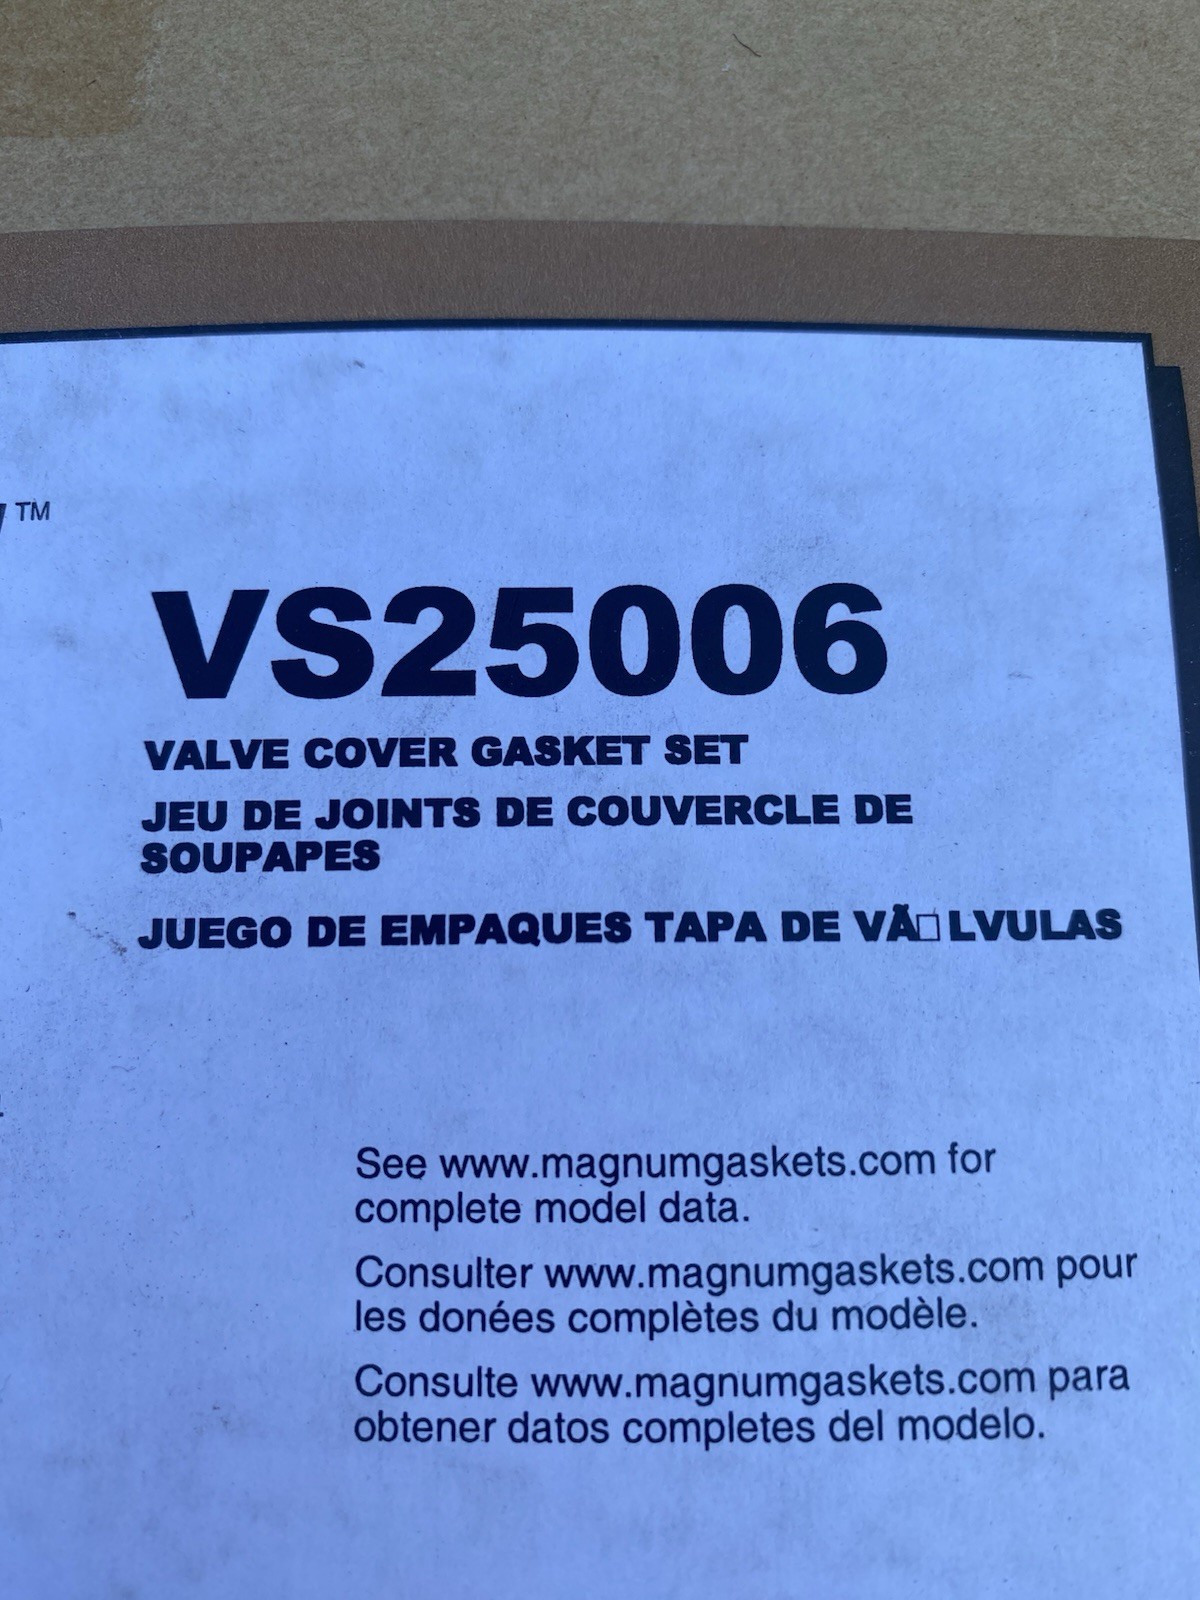 TM
VS25006
VALVE COVER GASKET SET
JEU DE JOINTS DE COUVERCLE DE
SOUPAPES
JUEGO DE EMPAQUES TAPA DE VÃ□LVULAS
See www.magnumgaskets.com for
complete model data.
Consulter www.magnumgaskets.com pour
les donées complètes du modèle.
Consulte www.magnumgaskets.com para
obtener datos completes del modelo.